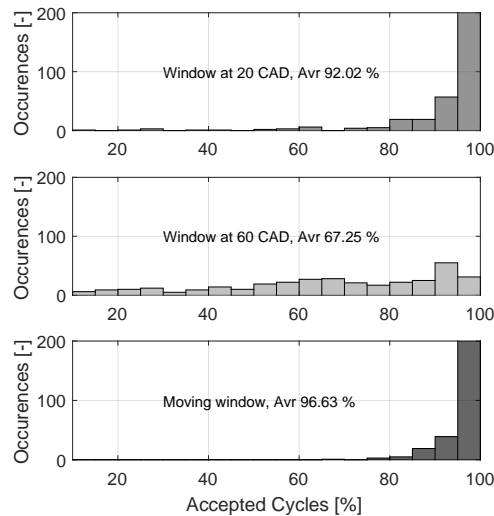 200
100
0
Occurences [-]
Window at 20 CAD, Avr 92.02 %
20 40 60 80 100
200
100
0
Occurences [-]
Window at 60 CAD, Avr 67.25 %
20 40 60 80 100
200
100
0
Occurences [-]
Moving window, Avr 96.63 %
20 40 60 80 100
Accepted Cycles [%]